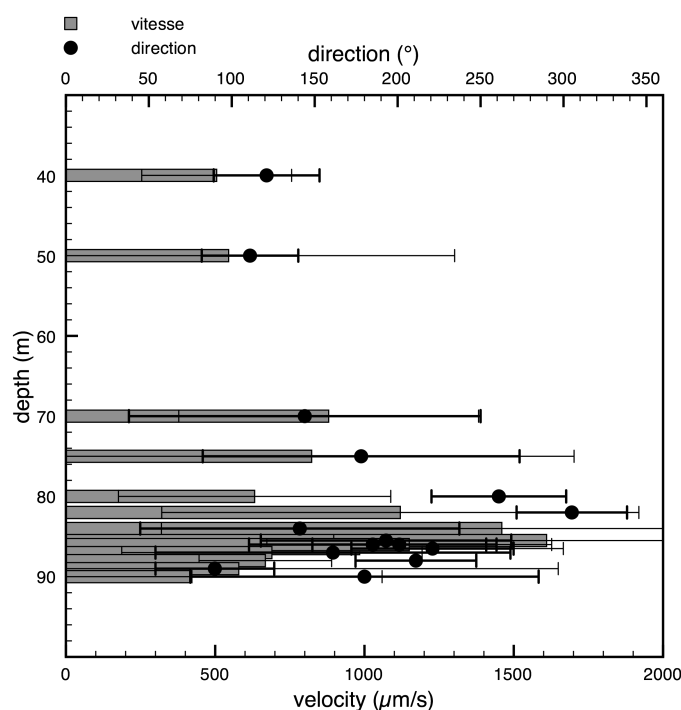 vitesse
direction
direction (°)
0 50 100 150 200 250 300 350
40
50
60
70
80
90
depth (m)
0 500 1000 1500 2000
velocity (µm/s)